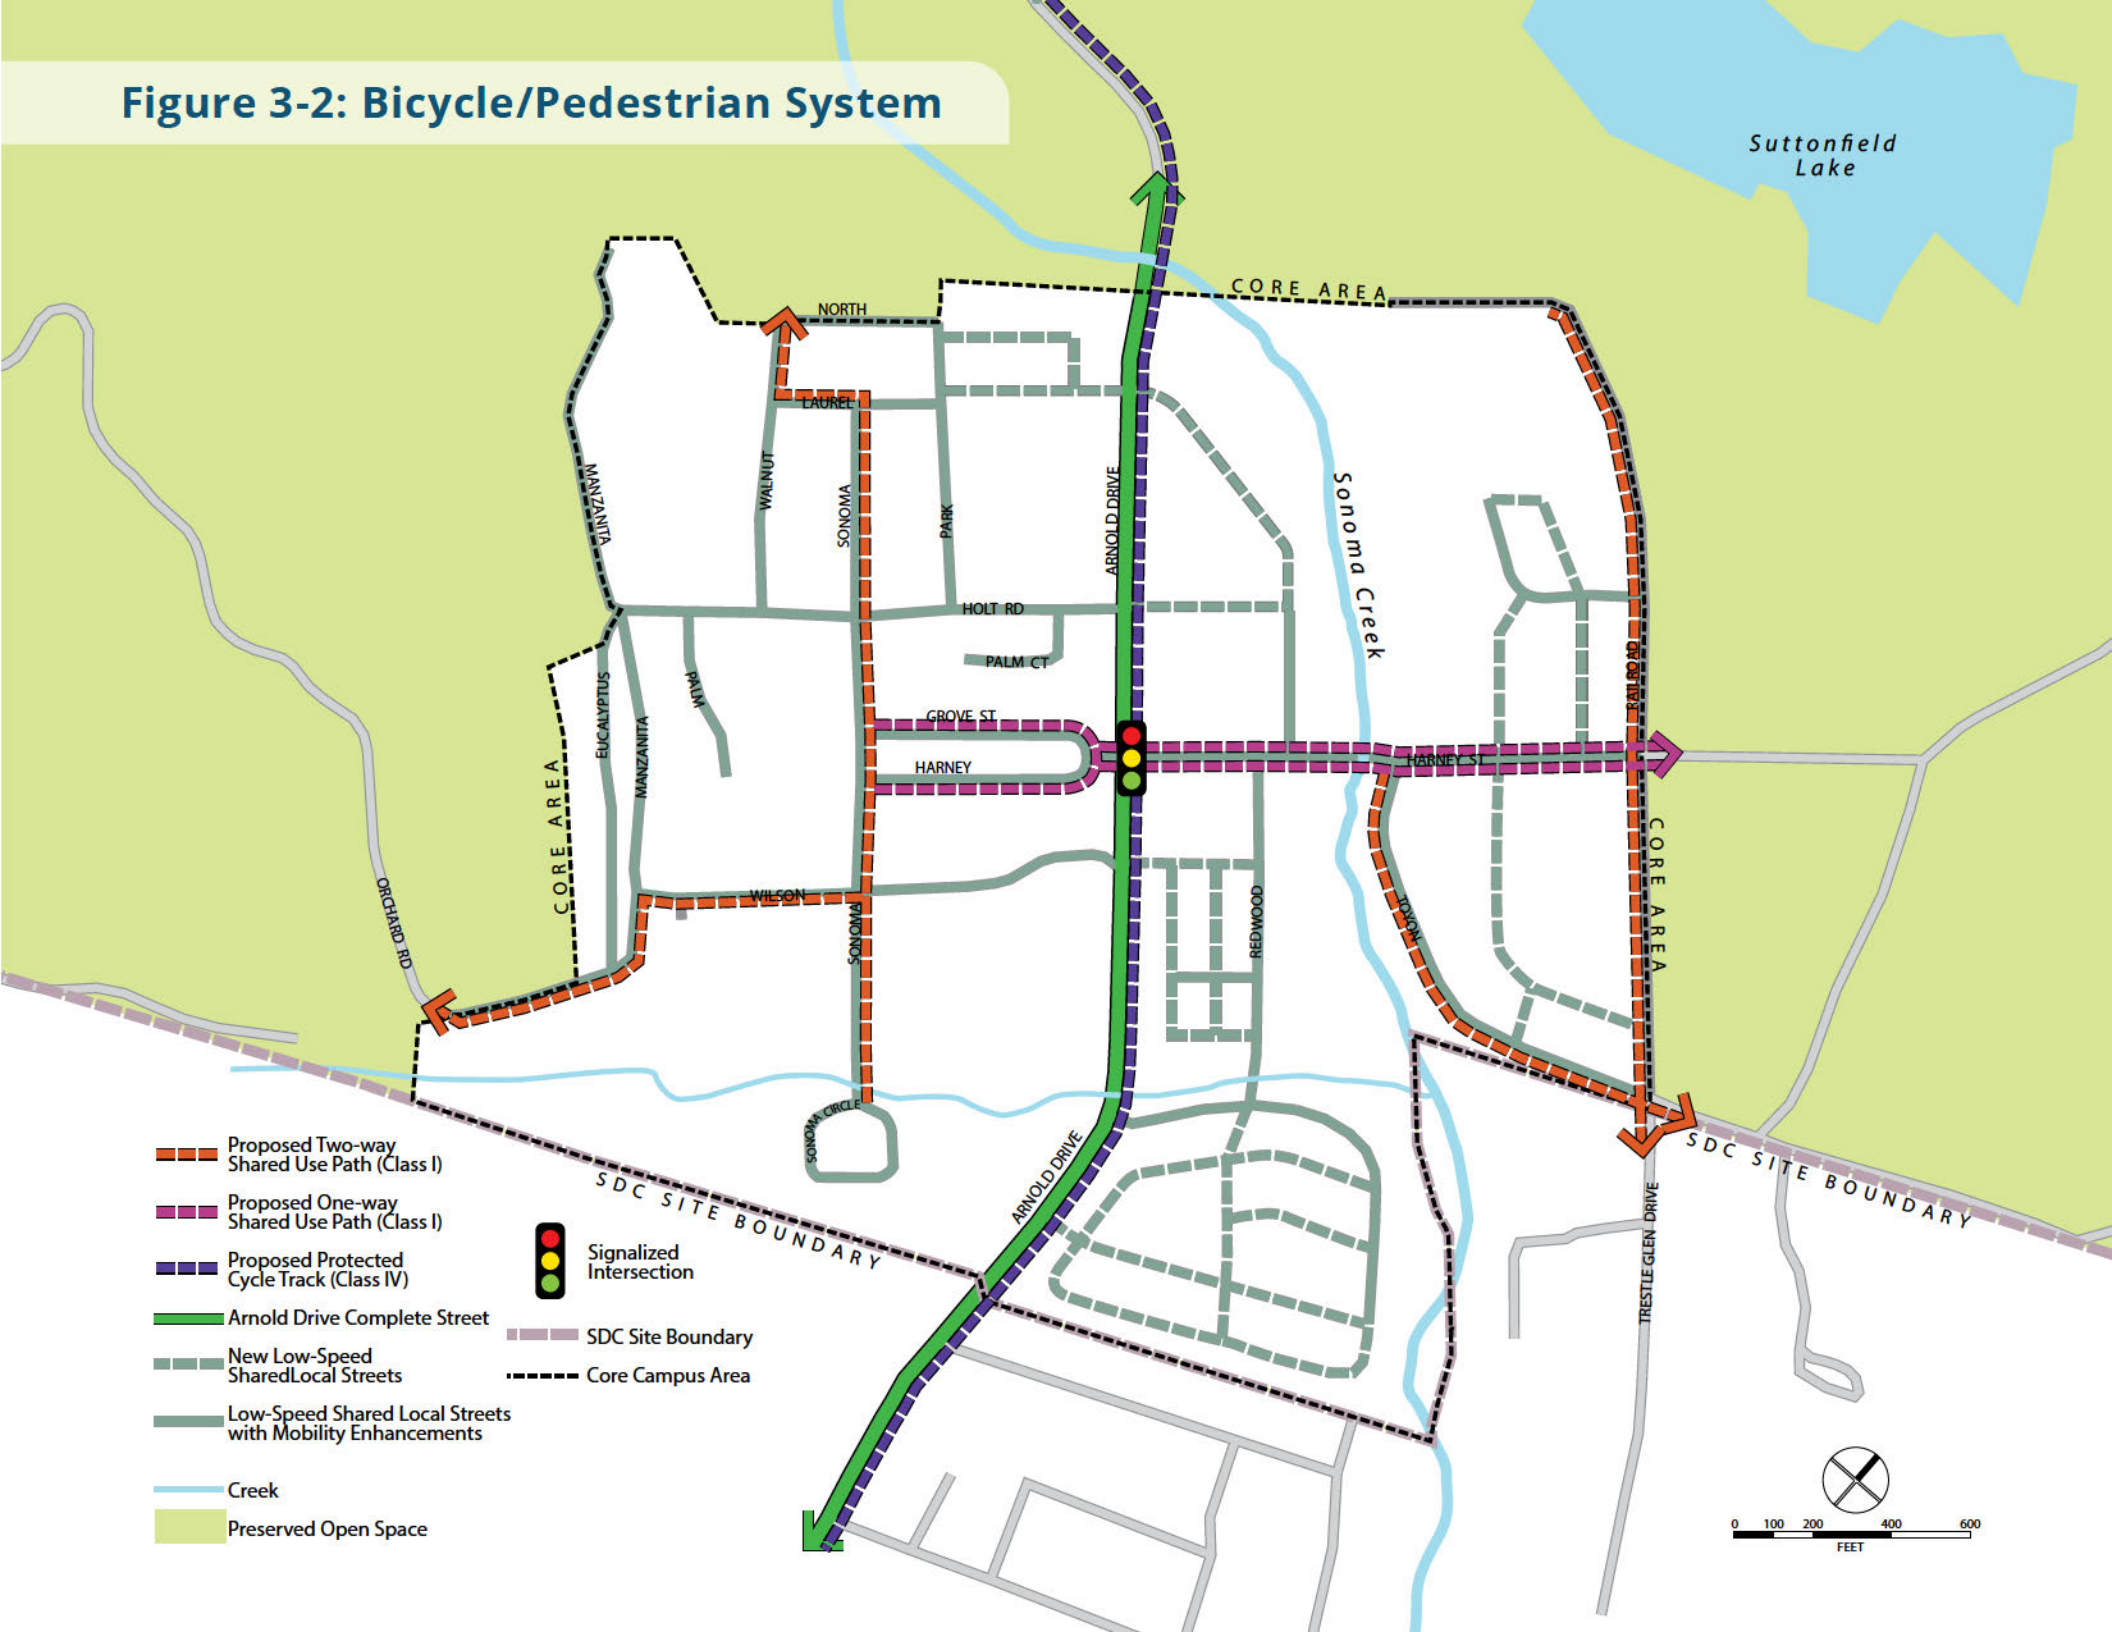 Figure 3-2: Bicycle/Pedestrian System
Suttonfield
Lake
CORE AREA
NORTH
LAUREL
MANZANITA
WALNUT
SONOMA
PARK
ARNOLD DRIVE
Sonoma Creek
HOLT RD
PALM CT
RAILROAD
EUCALYPTUS
MANZANITA
PALM
GROVE ST
HARNEY
HARNEY ST
CORE AREA
CORE AREA
ORCHARD RD
WILSON
SONOMA
REDWOOD
TOYON
SONOMA CIRCLE
ARNOLD DRIVE
SDC SITE BOUNDARY
SDC SITE BOUNDARY
TRESTLE GLEN DRIVE
Proposed Two-way
Shared Use Path (Class I)
Proposed One-way
Shared Use Path (Class I)
Proposed Protected
Cycle Track (Class IV)
Arnold Drive Complete Street
New Low-Speed
SharedLocal Streets
Low-Speed Shared Local Streets
with Mobility Enhancements
Creek
Preserved Open Space
Signalized
Intersection
SDC Site Boundary
Core Campus Area
0 100 200 400 600
FEET